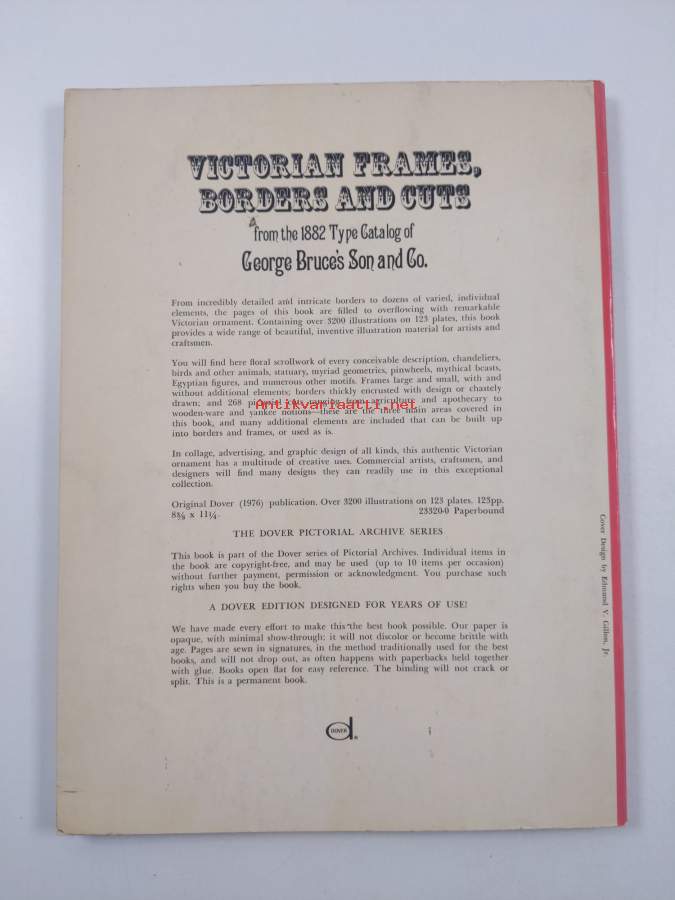 VICTORIAN FRAMES,
BORDERS AND CUTS
from the 1882 Type Catalog of
George Bruce's Son and Co.
From incredibly detailed and intricate borders to dozens of varied, individual
elements, the pages of this book are filled to overflowing with remarkable
Victorian ornament. Containing over 3200 illustrations on 123 plates, this book
provides a wide range of beautiful, inventive illustration material for artists and
craftsmen.
You will find here floral scrollwork of every conceivable description, chandeliers,
birds and other animals, statuary, myriad geometrics, pinwheels, mythical beasts,
Egyptian figures, and numerous other motifs. Frames large and small, with and
without additional elements; borders thickly encrusted with design or chastely
drawn; and 268 pictorial cuts ranging from agriculture and apothecary to
Antikvariaatti.net
wooden-ware and yankee notions—these are the three main areas covered in
this book, and many additional elements are included that can be built up
into borders and frames, or used as is.
In collage, advertising, and graphic design of all kinds, this authentic Victorian
ornament has a multitude of creative uses. Commercial artists, craftsmen, and
designers will find many designs they can readily use in this exceptional
collection.
Original Dover (1976) publication. Over 3200 illustrations on 123 plates. 123pp.
8⅜ x 11¼. 23320-0 Paperbound
THE DOVER PICTORIAL ARCHIVE SERIES
This book is part of the Dover series of Pictorial Archives. Individual items in
the book are copyright-free, and may be used (up to 10 items per occasion)
without further payment, permission or acknowledgment. You purchase such
rights when you buy the book.
A DOVER EDITION DESIGNED FOR YEARS OF USE!
We have made every effort to make this the best book possible. Our paper is
opaque, with minimal show-through; it will not discolor or become brittle with
age. Pages are sewn in signatures, in the method traditionally used for the best
books, and will not drop out, as often happens with paperbacks held together
with glue. Books open flat for easy reference. The binding will not crack or
split. This is a permanent book.
DOVER
®
Cover Design by Edmund V. Gillon, Jr.